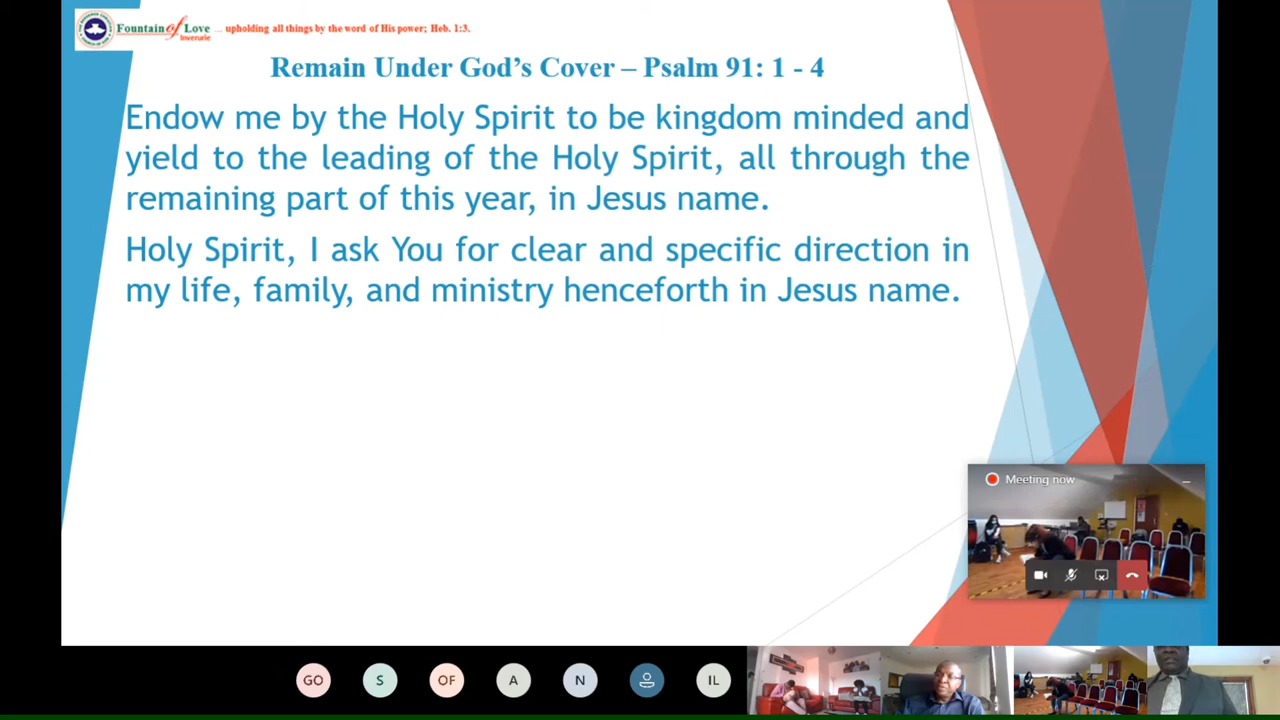 Fountain of Love ... upholding all things by the word of His power; Heb. 1:3.
Inverurie
Remain Under God's Cover – Psalm 91: 1 - 4
Endow me by the Holy Spirit to be kingdom minded and
yield to the leading of the Holy Spirit, all through the
remaining part of this year, in Jesus name.
Holy Spirit, I ask You for clear and specific direction in
my life, family, and ministry henceforth in Jesus name.
Meeting now
GO S OF A N IL